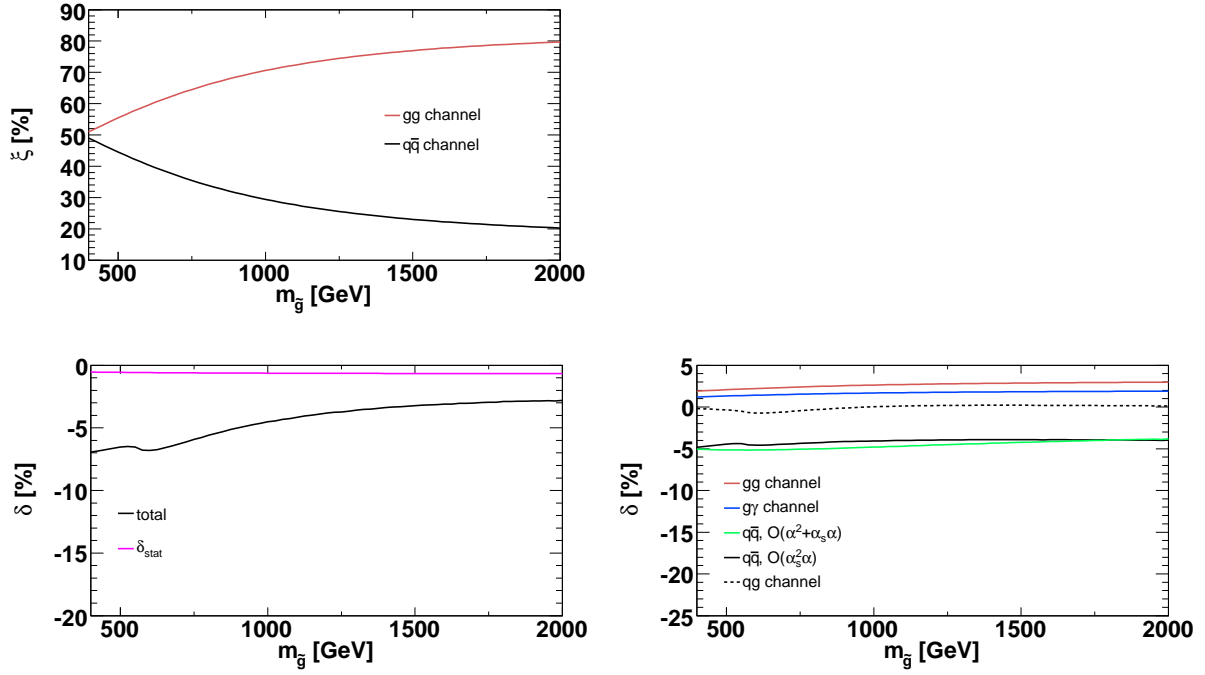 90
80
70
60
50
40
30
20
10
ξ [%]
gg channel
qq̄ channel
500 1000 1500 2000
m_g̃ [GeV]
0
-5
-10
-15
-20
δ [%]
total
δ_stat
500 1000 1500 2000
m_g̃ [GeV]
5
0
-5
-10
-15
-20
-25
δ [%]
gg channel
gγ channel
qq̄, O(α²+α_sα)
qq̄, O(α_s²α)
qg channel
500 1000 1500 2000
m_g̃ [GeV]